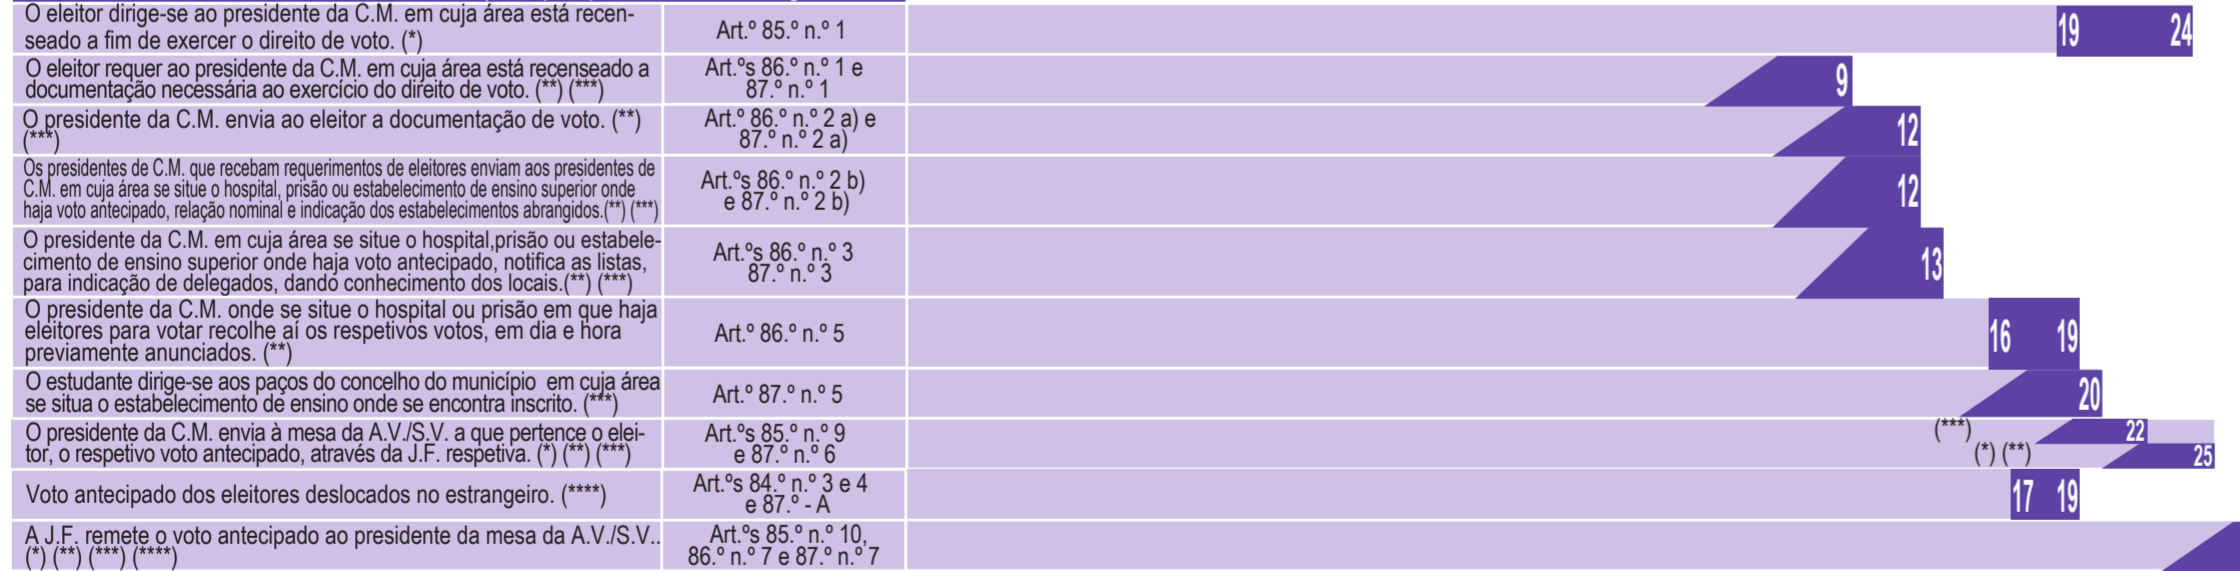 O eleitor dirige-se ao presidente da C.M. em cuja área está recen-
seado a fim de exercer o direito de voto. (*)
Art.º 85.º n.º 1
19 24
O eleitor requer ao presidente da C.M. em cuja área está recenseado a
documentação necessária ao exercício do direito de voto. (**) (***)
Art.ºs 86.º n.º 1 e
87.º n.º 1
9
O presidente da C.M. envia ao eleitor a documentação de voto. (**)
(***)
Art.º 86.º n.º 2 a) e
87.º n.º 2 a)
12
Os presidentes de C.M. que recebam requerimentos de eleitores enviam aos presidentes de
C.M. em cuja área se situe o hospital, prisão ou estabelecimento de ensino superior onde
haja voto antecipado, relação nominal e indicação dos estabelecimentos abrangidos.(**) (***)
Art.ºs 86.º n.º 2 b)
e 87.º n.º 2 b)
12
O presidente da C.M. em cuja área se situe o hospital,prisão ou estabele-
cimento de ensino superior onde haja voto antecipado, notifica as listas,
para indicação de delegados, dando conhecimento dos locais.(**) (***)
Art.ºs 86.º n.º 3
87.º n.º 3
13
O presidente da C.M. onde se situe o hospital ou prisão em que haja
eleitores para votar recolhe aí os respetivos votos, em dia e hora
previamente anunciados. (**)
Art.º 86.º n.º 5
16 19
O estudante dirige-se aos paços do concelho do município em cuja área
se situa o estabelecimento de ensino onde se encontra inscrito. (***)
Art.º 87.º n.º 5
20
O presidente da C.M. envia à mesa da A.V./S.V. a que pertence o elei-
tor, o respetivo voto antecipado, através da J.F. respetiva. (*) (**) (***)
Art.ºs 85.º n.º 9
e 87.º n.º 6
(***) 22
(*) (**) 25
Voto antecipado dos eleitores deslocados no estrangeiro. (****)
Art.ºs 84.º n.º 3 e 4
e 87.º - A
17 19
A J.F. remete o voto antecipado ao presidente da mesa da A.V./S.V..
(*) (**) (***) (****)
Art.ºs 85.º n.º 10,
86.º n.º 7 e 87.º n.º 7